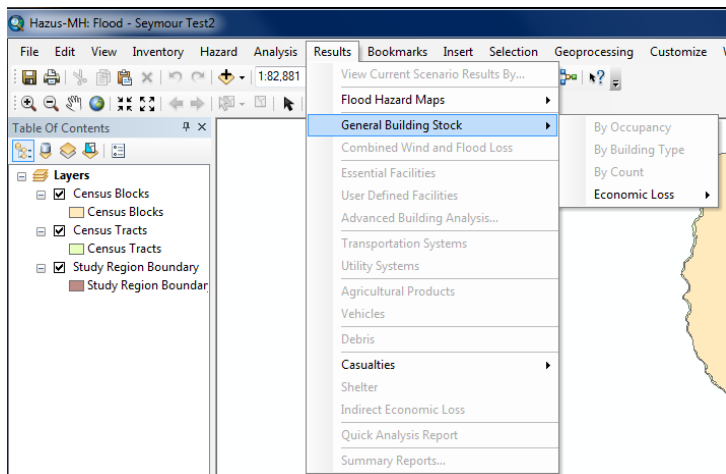 Hazus-MH: Flood - Seymour Test2
File Edit View Inventory Hazard Analysis Results Bookmarks Insert Selection Geoprocessing Customize
1:82,881
View Current Scenario Results By...
Flood Hazard Maps
Table Of Contents
General Building Stock
By Occupancy
Combined Wind and Flood Loss
By Building Type
Layers
Essential Facilities
By Count
Census Blocks
User Defined Facilities
Economic Loss
Census Blocks
Advanced Building Analysis...
Census Tracts
Transportation Systems
Census Tracts
Utility Systems
Study Region Boundary
Study Region Boundar
Agricultural Products
Vehicles
Debris
Casualties
Shelter
Indirect Economic Loss
Quick Analysis Report
Summary Reports...